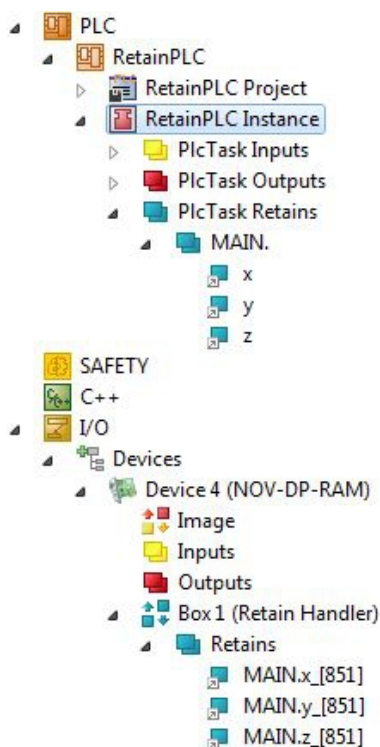 PLC
RetainPLC
RetainPLC Project
RetainPLC Instance
PlcTask Inputs
PlcTask Outputs
PlcTask Retains
MAIN.
x
y
z
SAFETY
C++
I/O
Devices
Device 4 (NOV-DP-RAM)
Image
Inputs
Outputs
Box 1 (Retain Handler)
Retains
MAIN.x_[851]
MAIN.y_[851]
MAIN.z_[851]